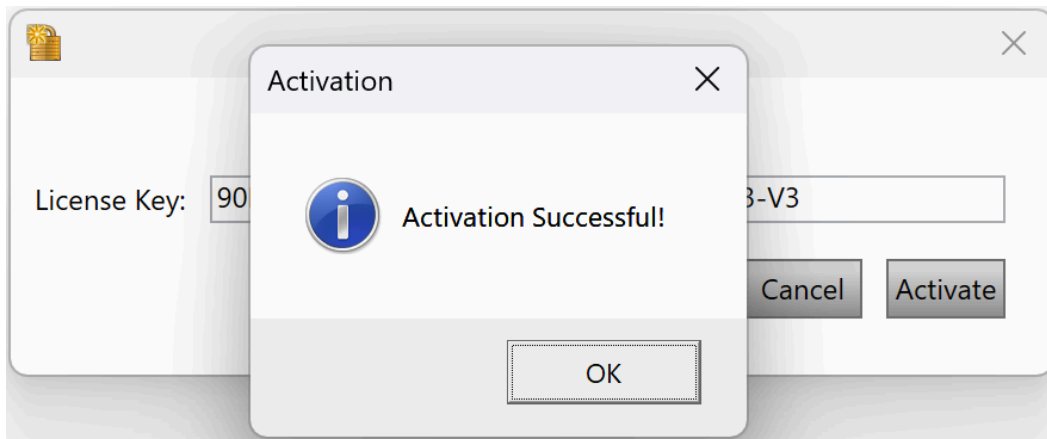 Activation
License Key: 90 3-V3
Activation Successful!
Cancel Activate
OK